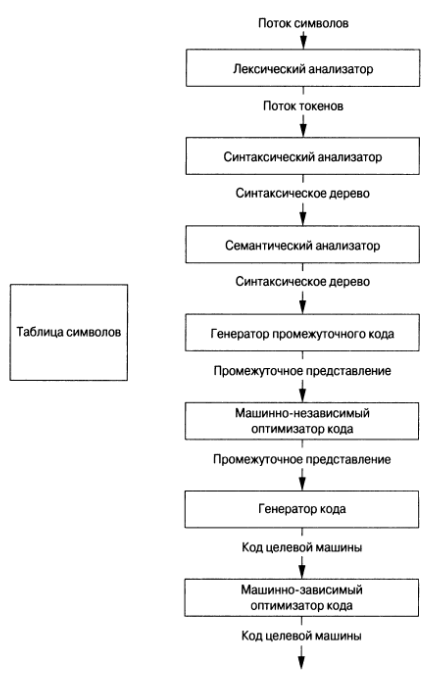 Поток символов
Лексический анализатор
Поток токенов
Синтаксический анализатор
Синтаксическое дерево
Семантический анализатор
Синтаксическое дерево
Таблица символов
Генератор промежуточного кода
Промежуточное представление
Машинно-независимый
оптимизатор кода
Промежуточное представление
Генератор кода
Код целевой машины
Машинно-зависимый
оптимизатор кода
Код целевой машины